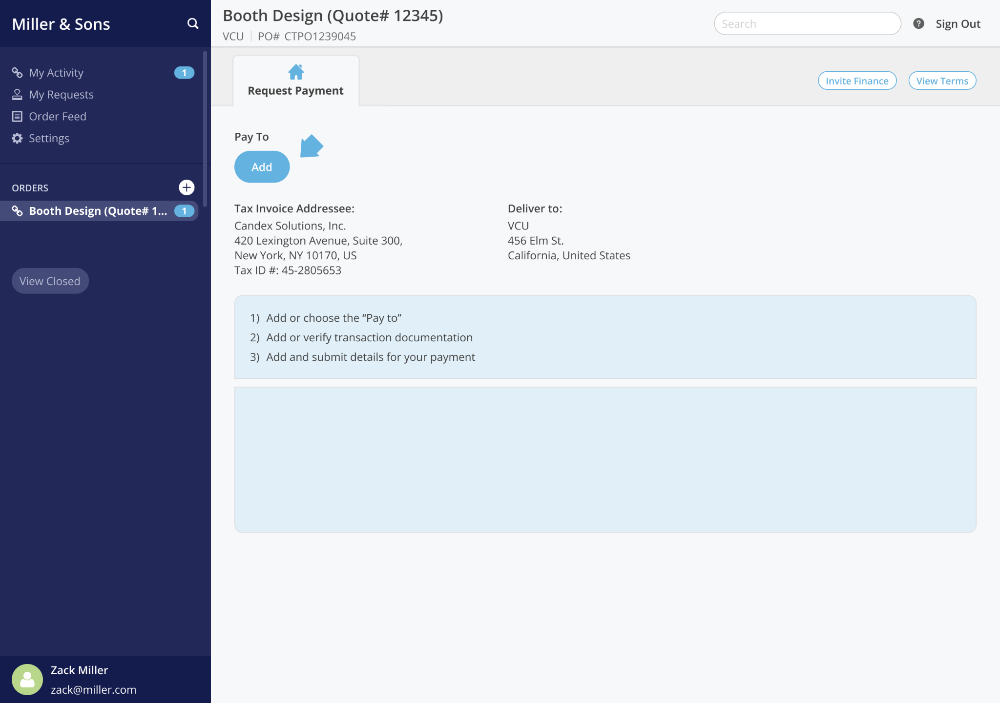 Miller & Sons
My Activity 1
My Requests
Order Feed
Settings
ORDERS
Booth Design (Quote# 1... 1
View Closed
Zack Miller
zack@miller.com
Booth Design (Quote# 12345)
VCU PO# CTPO1239045
Search
? Sign Out
Request Payment
Invite Finance View Terms
Pay To
Add
Tax Invoice Addressee:
Candex Solutions, Inc.
420 Lexington Avenue, Suite 300,
New York, NY 10170, US
Tax ID #: 45-2805653
Deliver to:
VCU
456 Elm St.
California, United States
1) Add or choose the “Pay to”
2) Add or verify transaction documentation
3) Add and submit details for your payment